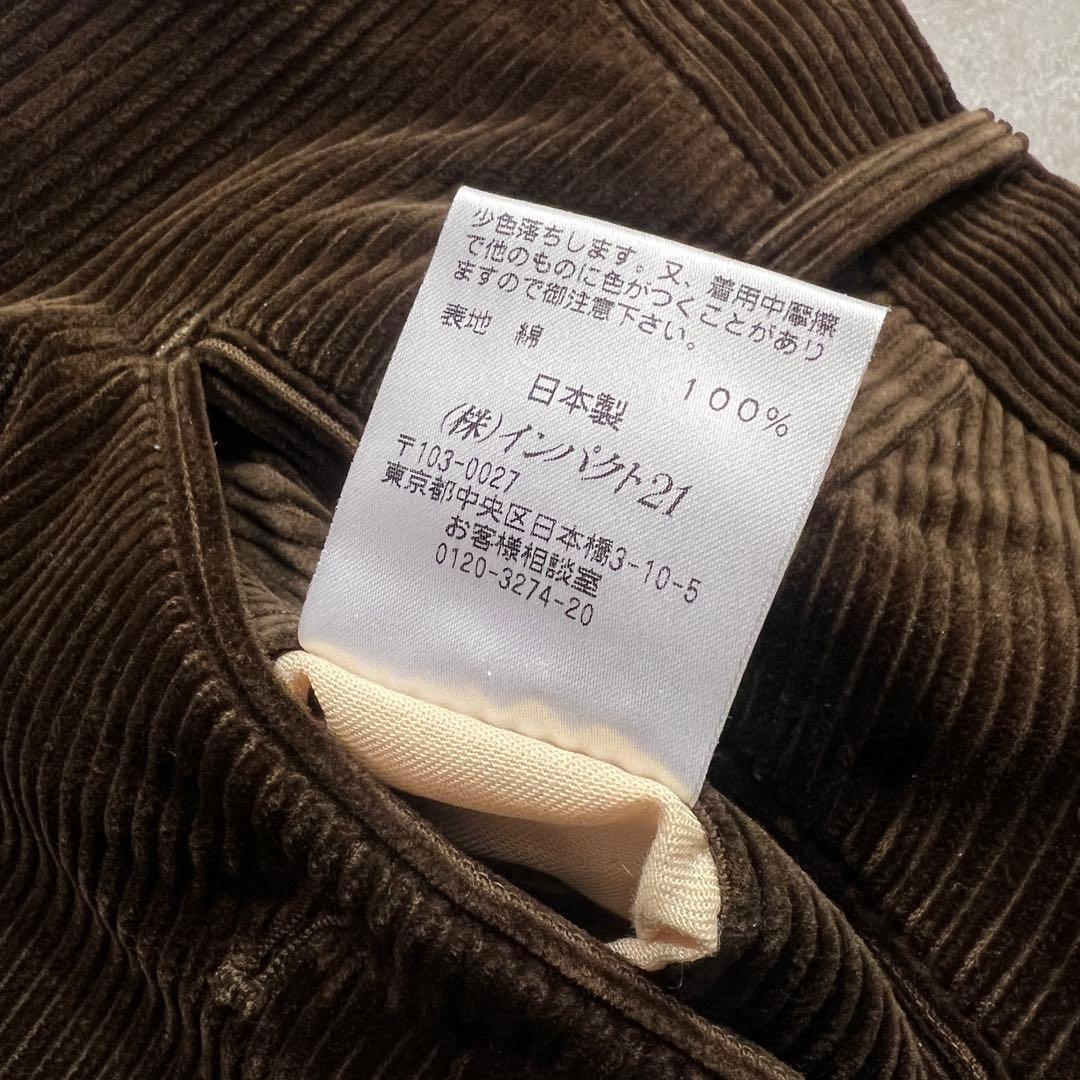 少色落ちします。又、着用中摩擦
で他のものに色がつくことがあり
ますので御注意下さい。
表地 綿 100%
日本製
(株)インパクト21
〒103-0027
東京都中央区日本橋3-10-5
お客様相談室
0120-3274-20